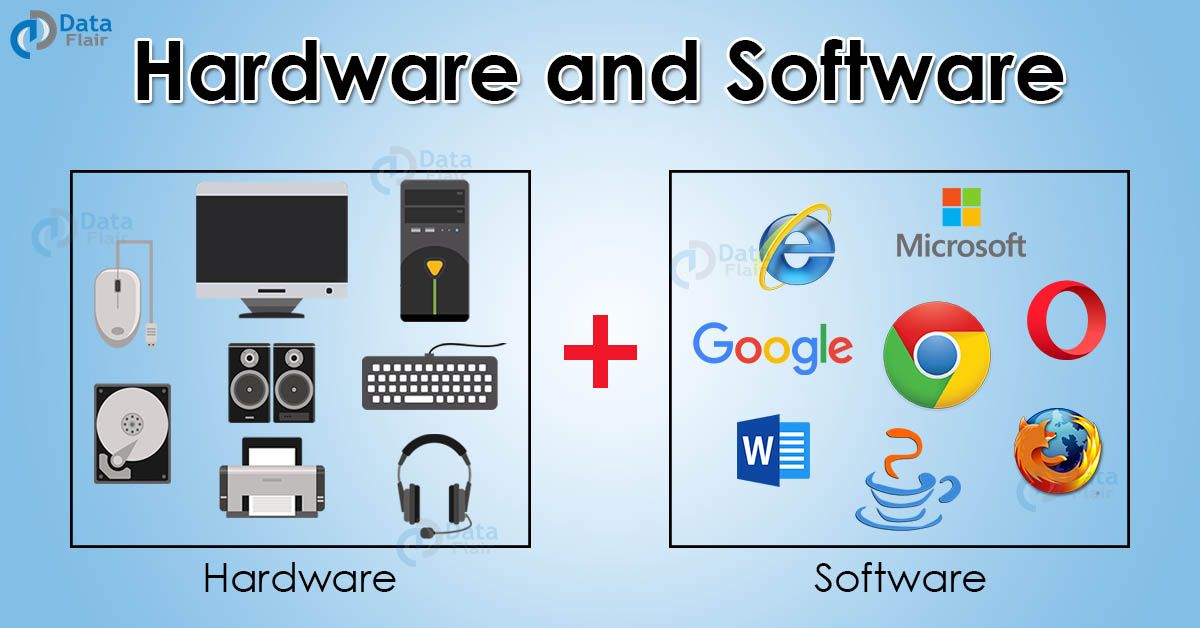 Data
Flair
Hardware and Software
Data
Flair
Data
Flair
Microsoft
Data
Flair
Google
W
Data
Flair
Data
Flair
Hardware
Software